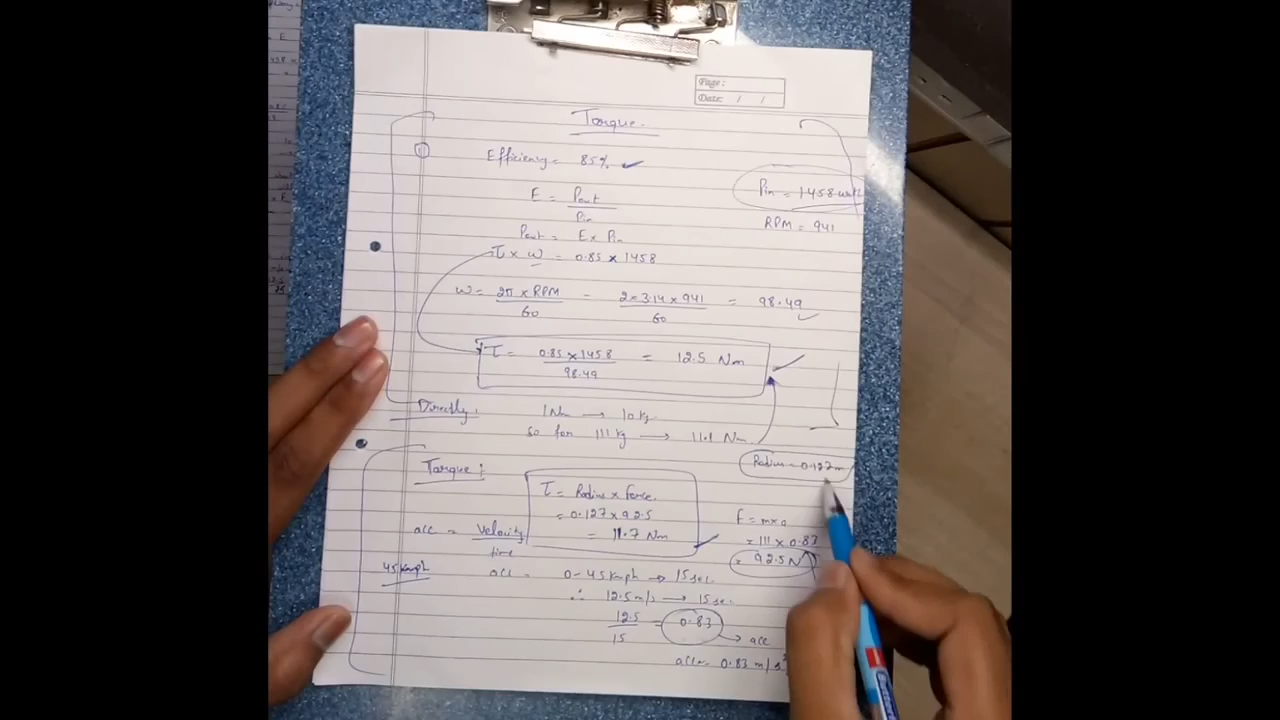 Page :
Date: / /
Torque.
Efficiency = 85%
E = Pout / Pin
Pin = 1458 watt
RPM = 941
Pout = E x Pin
τ x ω = 0.85 x 1458
ω = 2π x RPM / 60 = 2 x 3.14 x 941 / 60 = 98.49
τ = 0.85 x 1458 / 98.49 = 12.5 Nm
Directly: 1 Nm → 10 kg.
so for 111 kg → 11.1 Nm
Radius = 0.127m
Torque:
τ = Radius x Force.
= 0.127 x 92.5
= 11.7 Nm
F = m x a
= 111 x 0.83
= 92.5 N
acc = Velocity / time
45 Kmph
acc = 0-45 Kmph → 15 sec.
∴ 12.5 m/s → 15 sec.
12.5 / 15 = 0.83 → acc
acc = 0.83 m/s²